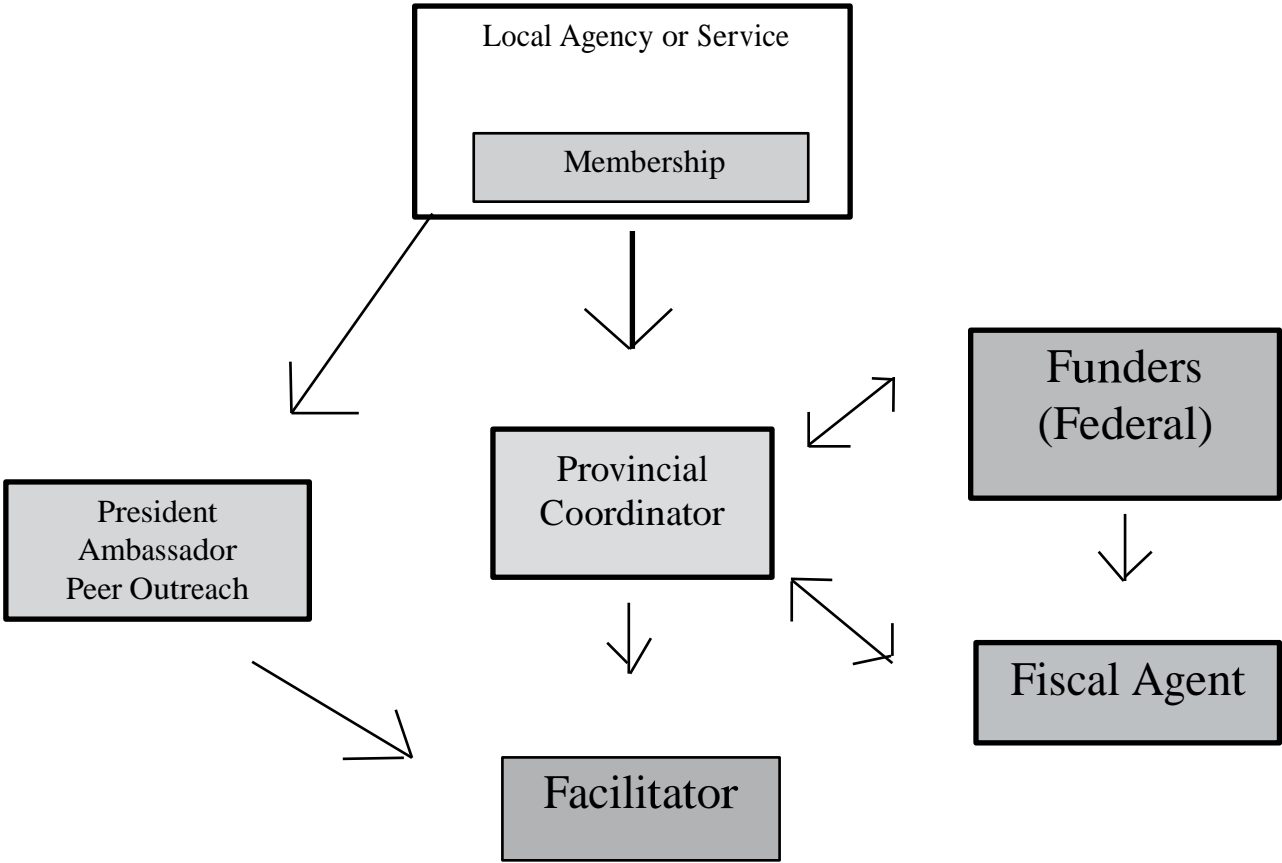 Local Agency or Service
Membership
Funders
(Federal)
Provincial
Coordinator
President
Ambassador
Peer Outreach
Fiscal Agent
Facilitator